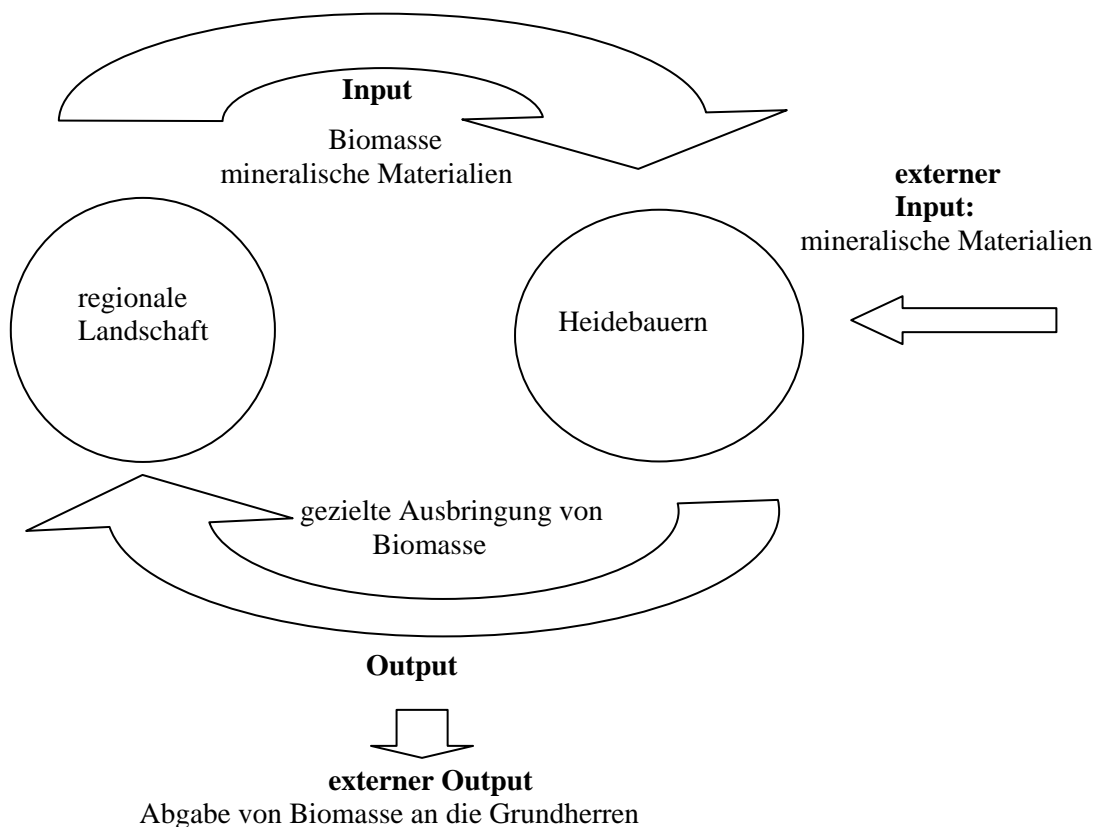 Input
Biomasse
mineralische Materialien
externer
Input:
mineralische Materialien
regionale
Landschaft
Heidebauern
gezielte Ausbringung von
Biomasse
Output
externer Output
Abgabe von Biomasse an die Grundherren